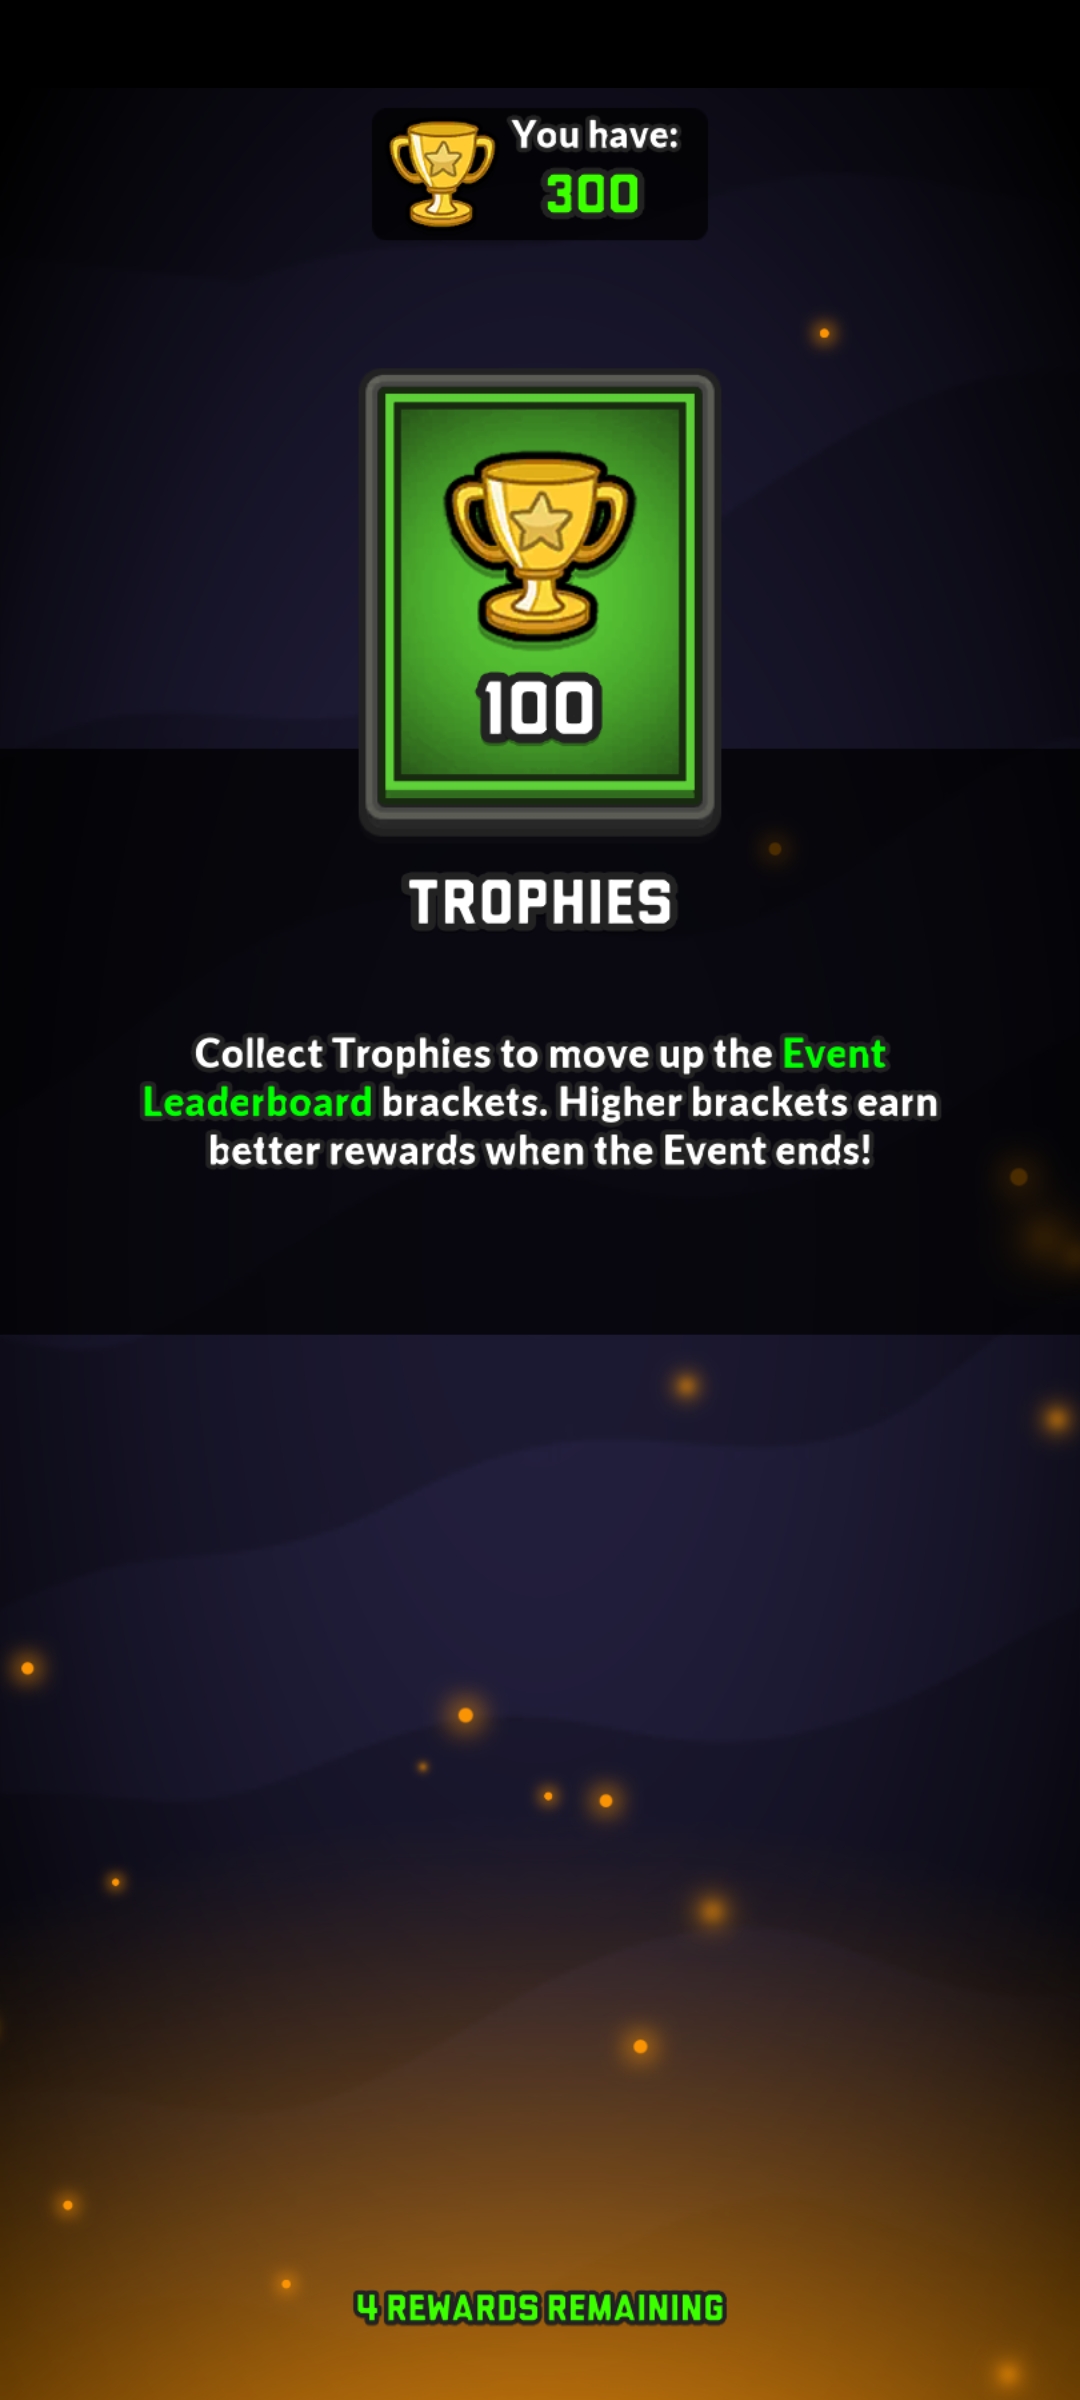 You have:
300
100
TROPHIES
Collect Trophies to move up the Event
Leaderboard brackets. Higher brackets earn
better rewards when the Event ends!
4 REWARDS REMAINING